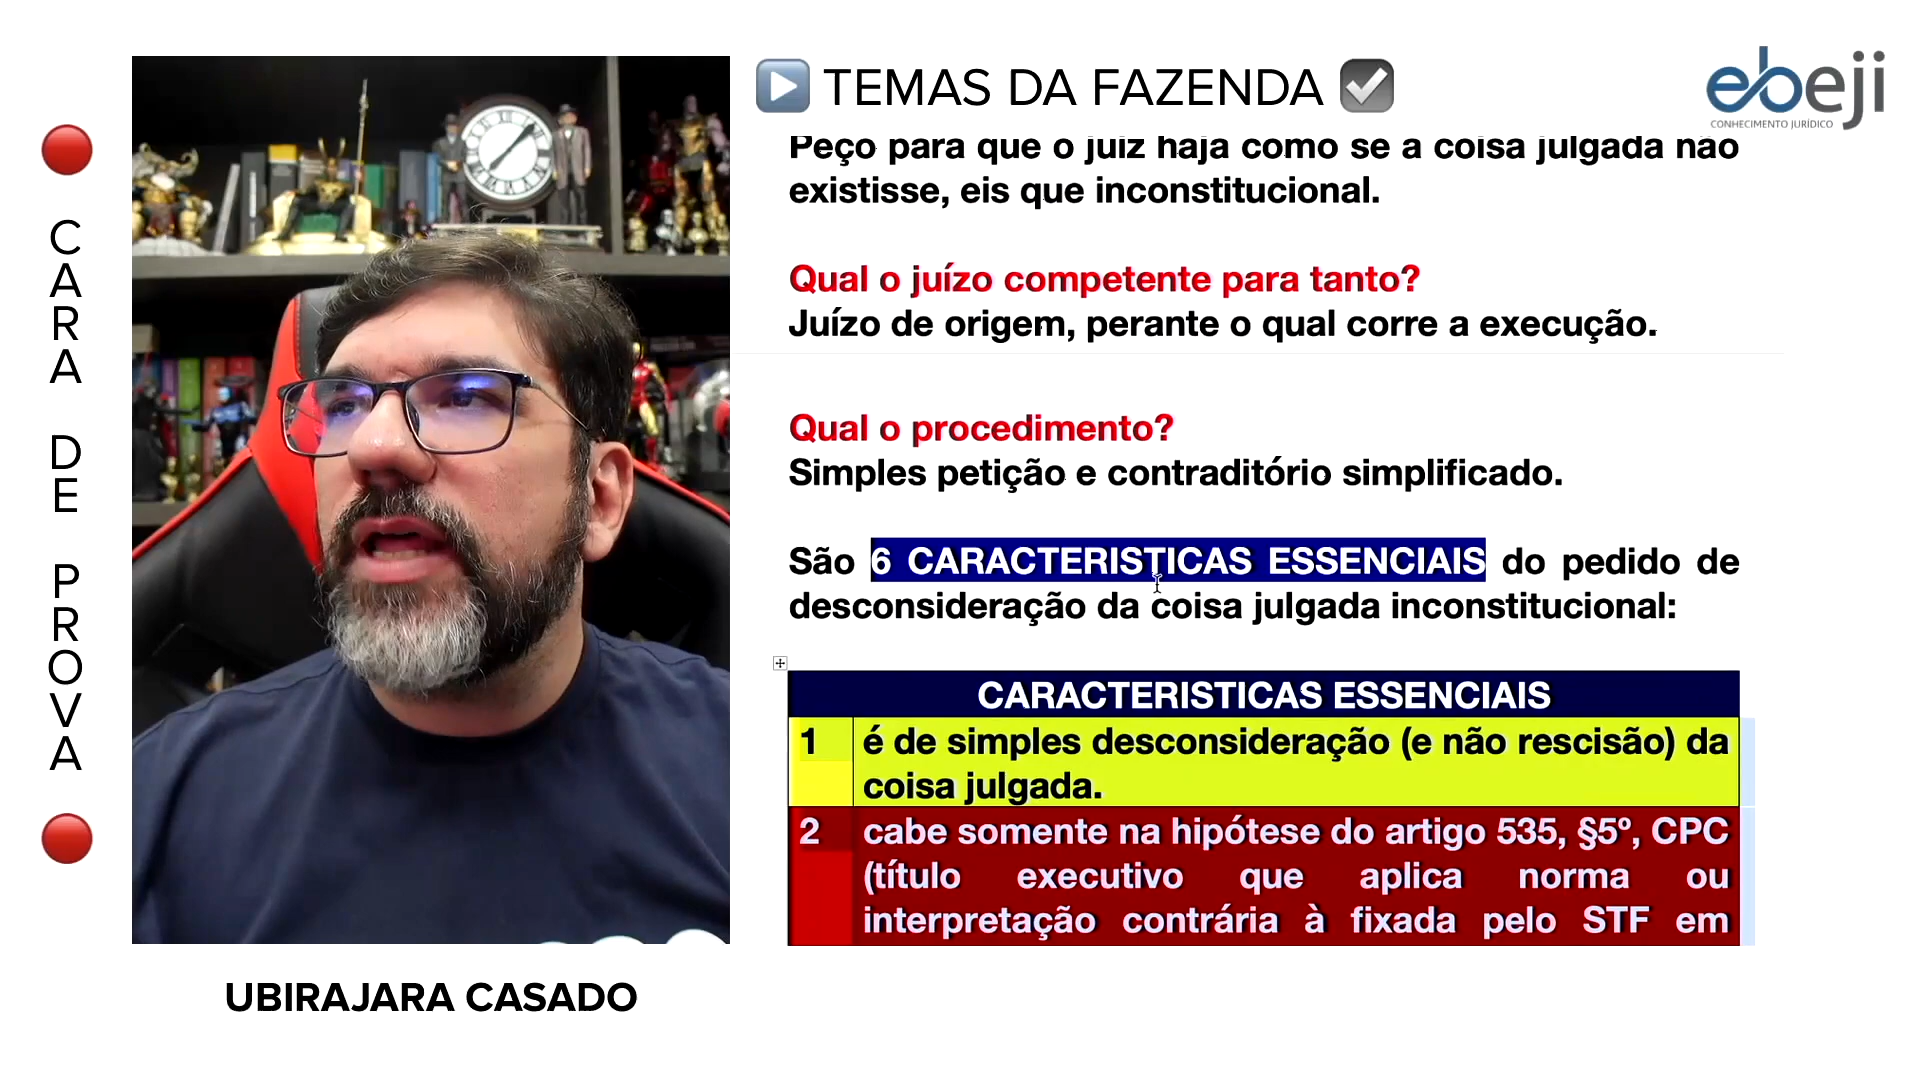 TEMAS DA FAZENDA
ebeji
CONHECIMENTO JURÍDICO
CARA DE PROVA
Peço para que o juiz haja como se a coisa julgada não
existisse, eis que inconstitucional.
Qual o juízo competente para tanto?
Juízo de origem, perante o qual corre a execução.
Qual o procedimento?
Simples petição e contraditório simplificado.
São 6 CARACTERISTICAS ESSENCIAIS do pedido de
desconsideração da coisa julgada inconstitucional:
CARACTERISTICAS ESSENCIAIS
1 é de simples desconsideração (e não rescisão) da
coisa julgada.
2 cabe somente na hipótese do artigo 535, §5º, CPC
(título executivo que aplica norma ou
interpretação contrária à fixada pelo STF em
UBIRAJARA CASADO